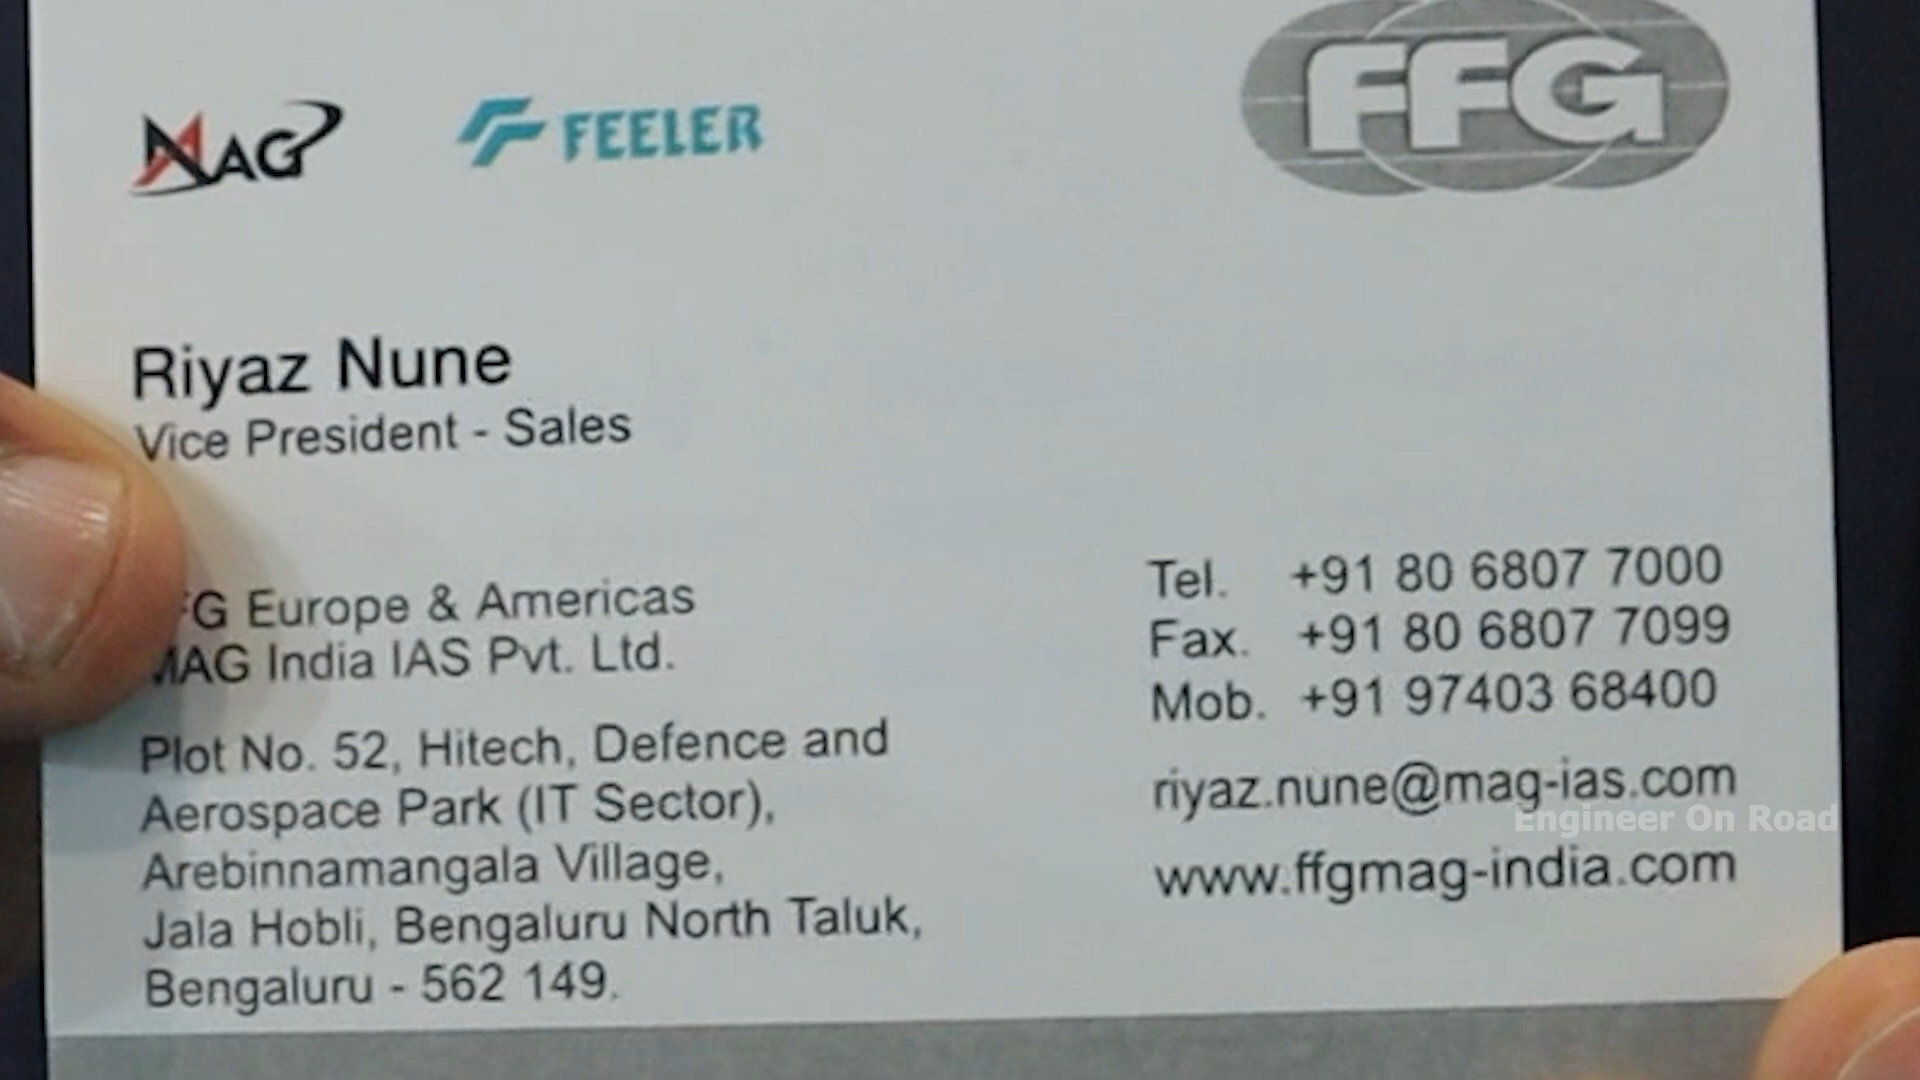 MAG
FEELER
FFG
Riyaz Nune
Vice President - Sales
Europe & Americas
MAG India IAS Pvt. Ltd.
Plot No. 52, Hitech, Defence and
Aerospace Park (IT Sector),
Arebinnamangala Village,
Jala Hobli, Bengaluru North Taluk,
Bengaluru - 562 149.
Tel. +91 80 6807 7000
Fax. +91 80 6807 7099
Mob. +91 97403 68400
riyaz.nune@mag-ias.com
Engineer On Road
www.ffgmag-india.com